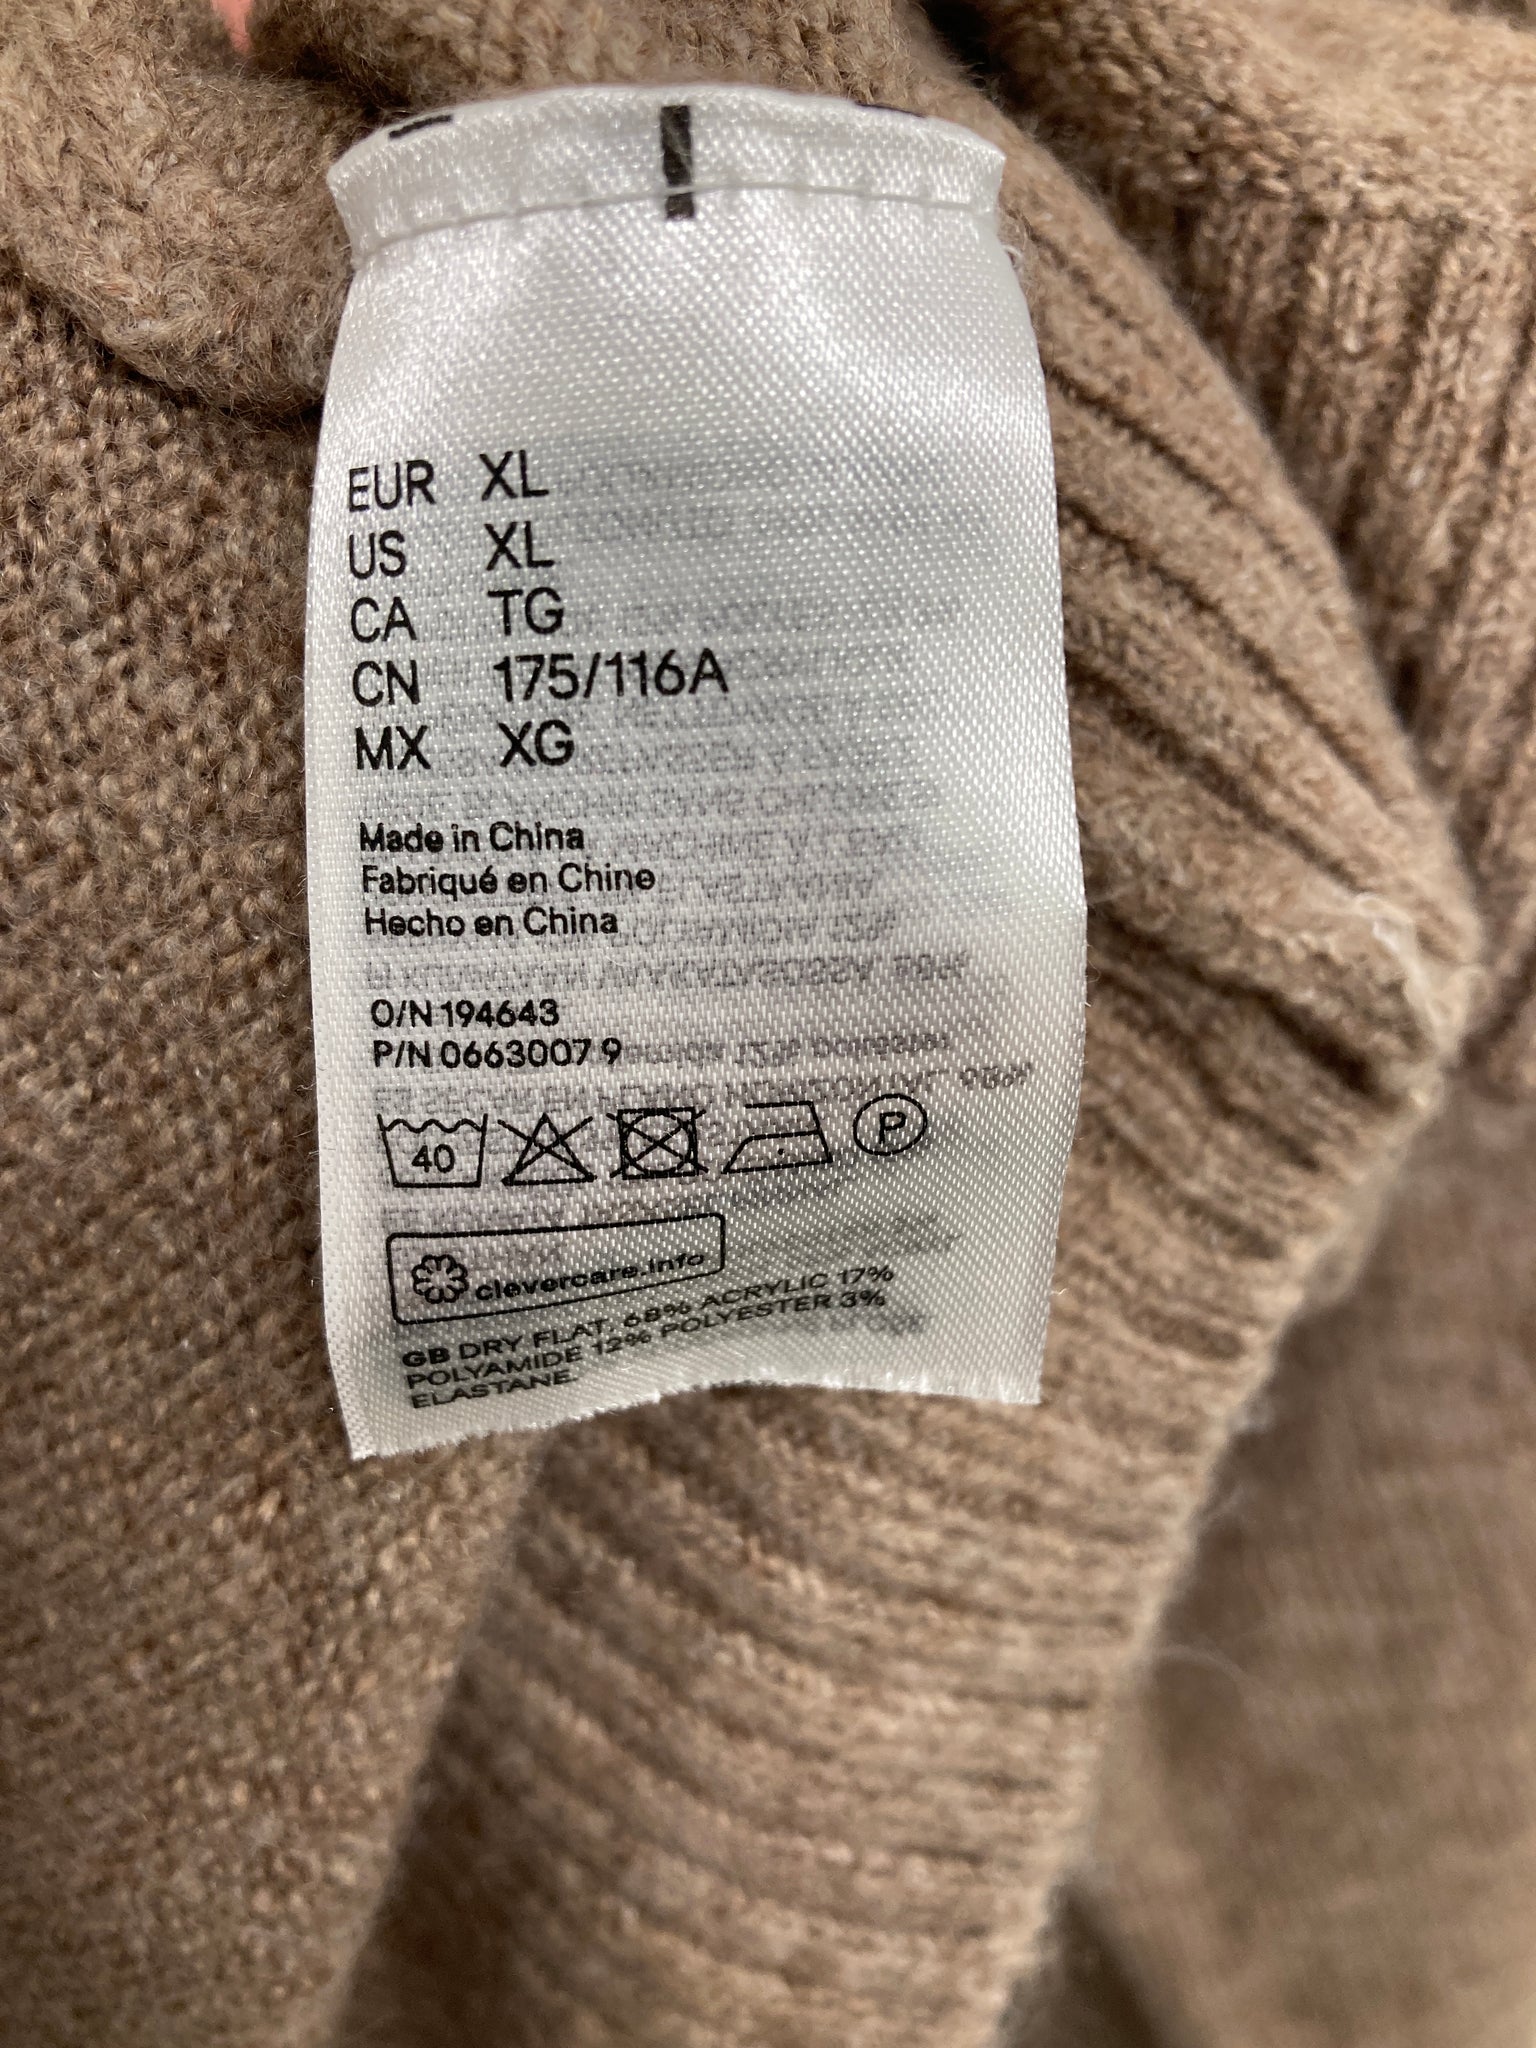 EUR XL
US XL
CA TG
CN 175/116A
MX XG
Made in China
Fabriqué en Chine
Hecho en China
O/N 194643
P/N 0663007 9
40
P
clevercare.info
GB DRY FLAT. 68% ACRYLIC 17%
POLYAMIDE 12% POLYESTER 3%
ELASTANE.